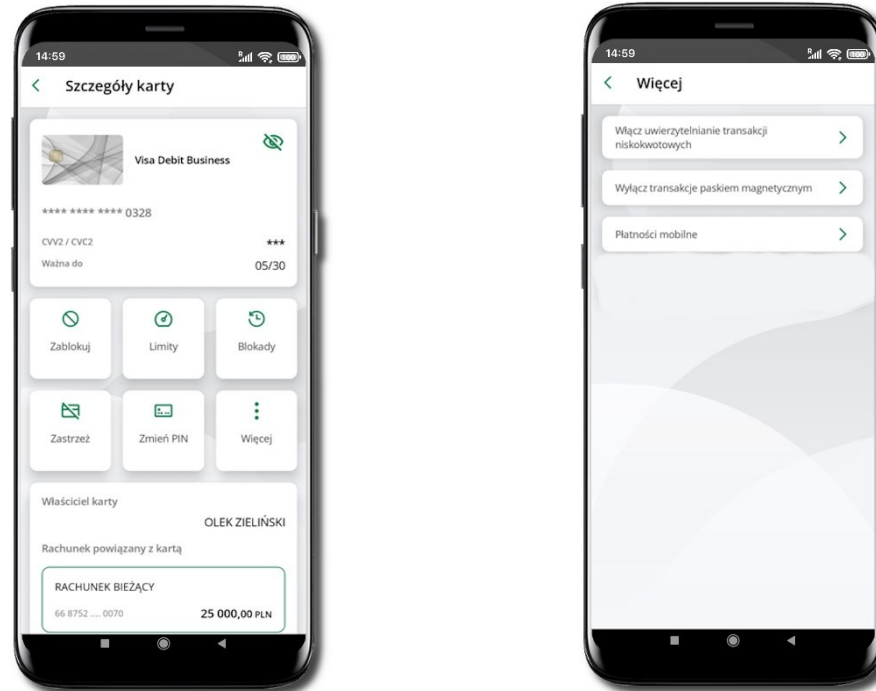 14:59
Szczegóły karty
Visa Debit Business
**** **** **** 0328
CVV2 / CVC2 ***
Ważna do 05/30
Zablokuj Limity Blokady
Zastrzeż Zmień PIN Więcej
Właściciel karty
OLEK ZIELIŃSKI
Rachunek powiązany z kartą
RACHUNEK BIEŻĄCY
66 8752 .... 0070 25 000,00 PLN
14:59
Więcej
Włącz uwierzytelnianie transakcji
niskokwotowych
Wyłącz transakcje paskiem magnetycznym
Płatności mobilne